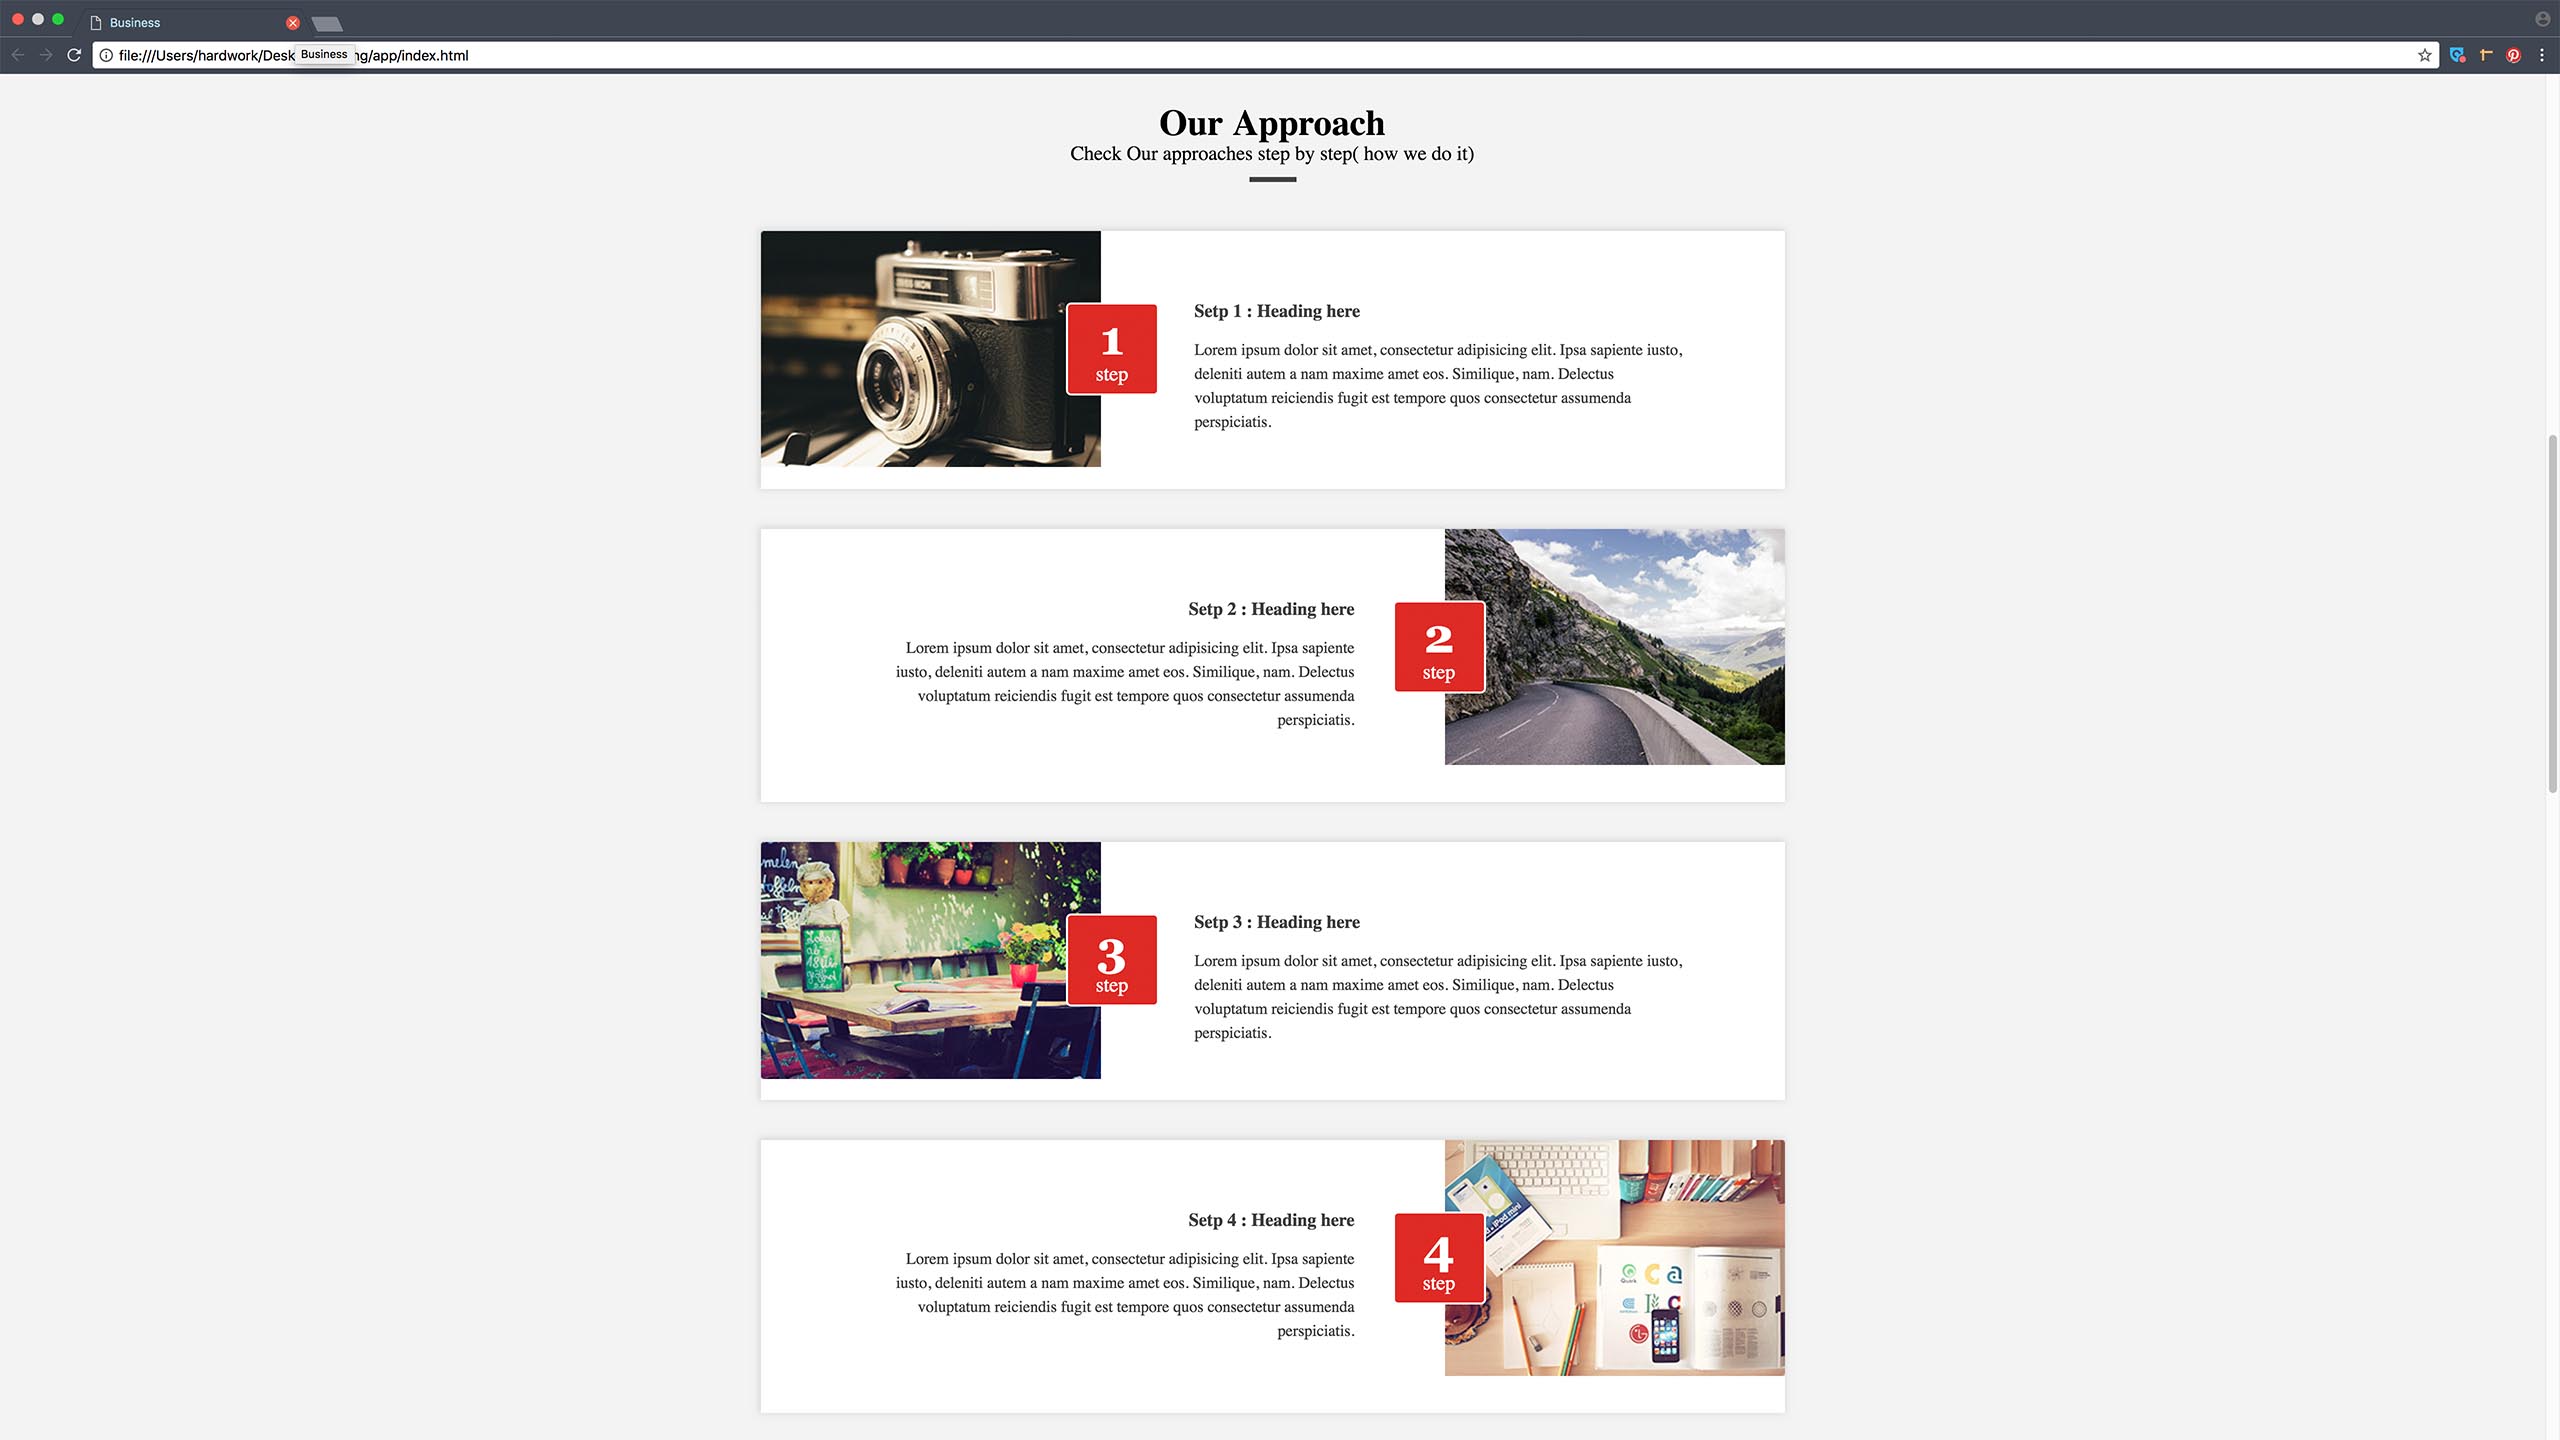 Business
file:///Users/hardwork/Desk
Business
ng/app/index.html
Our Approach
Check Our approaches step by step( how we do it)
1
step
Setp 1 : Heading here
Lorem ipsum dolor sit amet, consectetur adipisicing elit. Ipsa sapiente iusto,
deleniti autem a nam maxime amet eos. Similique, nam. Delectus
voluptatum reiciendis fugit est tempore quos consectetur assumenda
perspiciatis.
Setp 2 : Heading here
Lorem ipsum dolor sit amet, consectetur adipisicing elit. Ipsa sapiente
iusto, deleniti autem a nam maxime amet eos. Similique, nam. Delectus
voluptatum reiciendis fugit est tempore quos consectetur assumenda
perspiciatis.
2
step
3
step
Setp 3 : Heading here
Lorem ipsum dolor sit amet, consectetur adipisicing elit. Ipsa sapiente iusto,
deleniti autem a nam maxime amet eos. Similique, nam. Delectus
voluptatum reiciendis fugit est tempore quos consectetur assumenda
perspiciatis.
Setp 4 : Heading here
Lorem ipsum dolor sit amet, consectetur adipisicing elit. Ipsa sapiente
iusto, deleniti autem a nam maxime amet eos. Similique, nam. Delectus
voluptatum reiciendis fugit est tempore quos consectetur assumenda
perspiciatis.
4
step
iPod mini